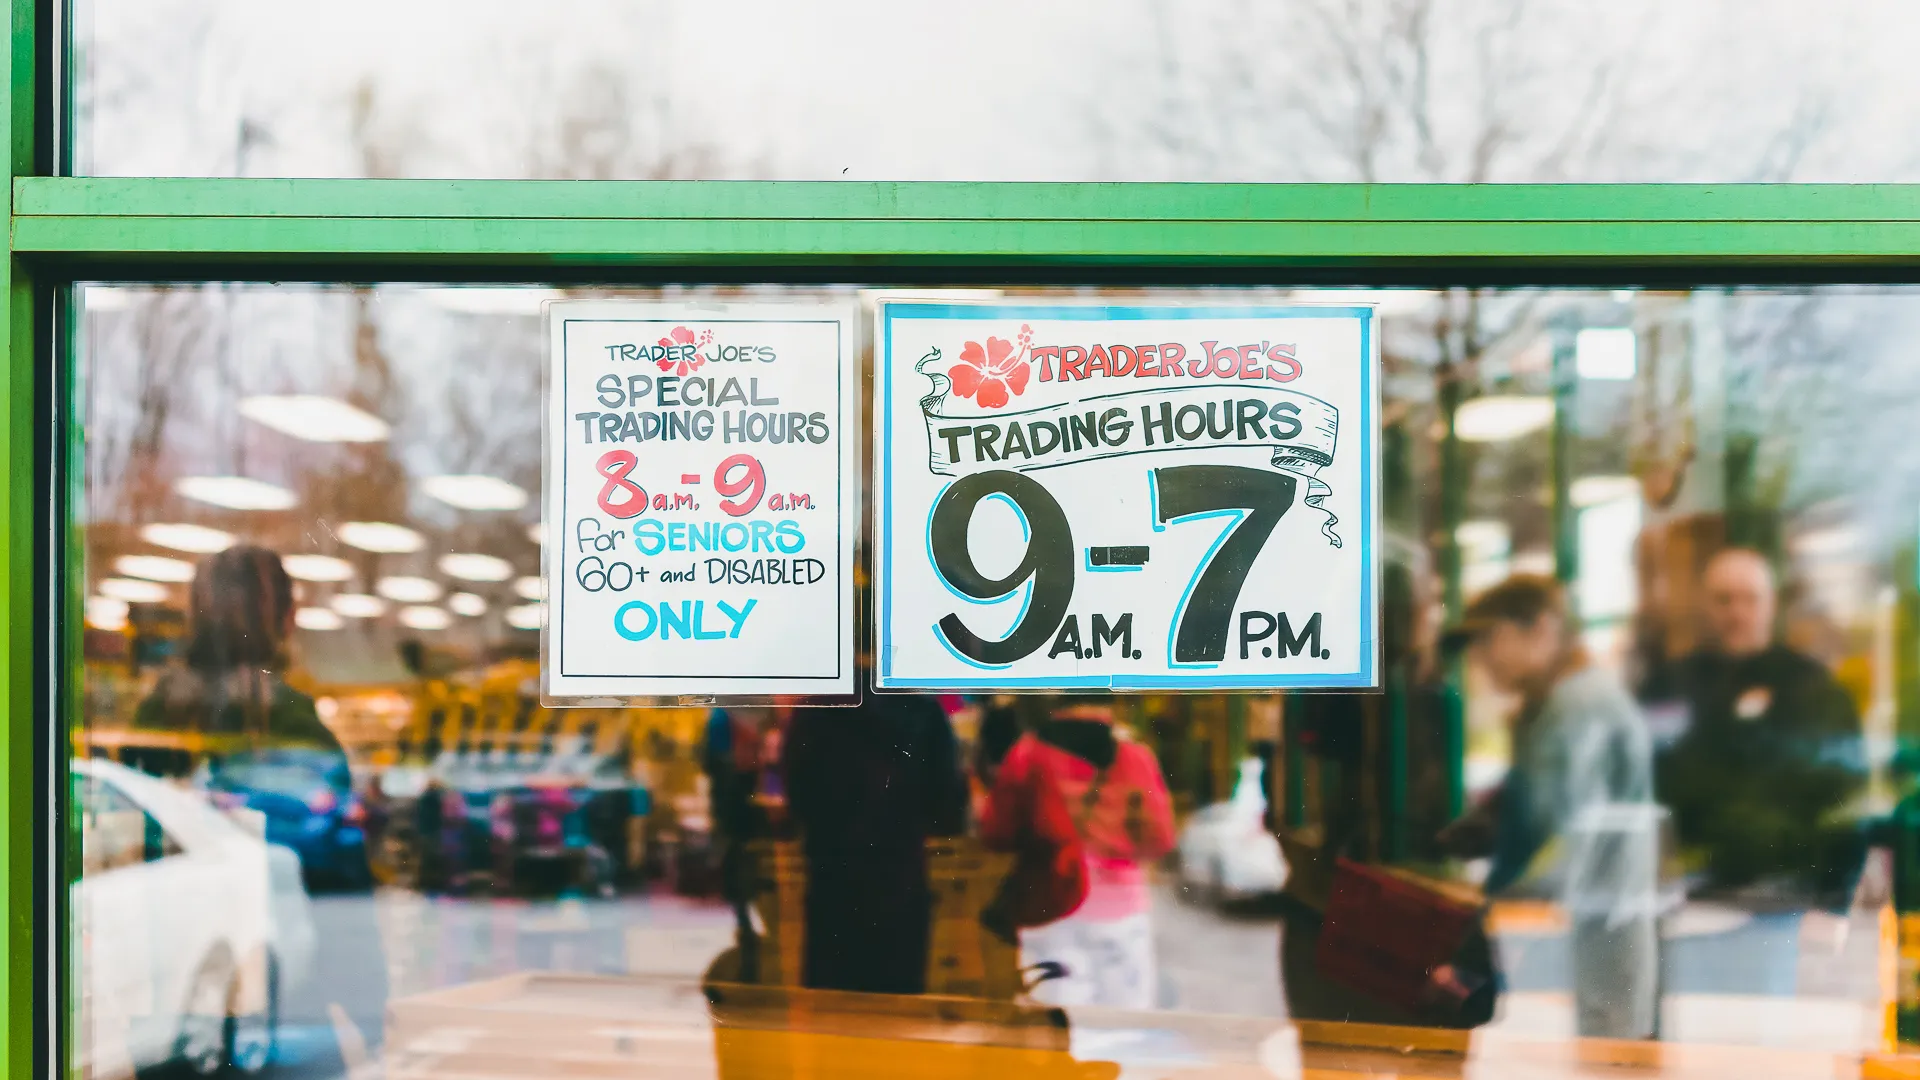 TRADER JOE'S
SPECIAL
TRADING HOURS
8 a.m. - 9 a.m.
for SENIORS
60+ and DISABLED
ONLY
TRADER JOE'S
TRADING HOURS
9 A.M. - 7 P.M.